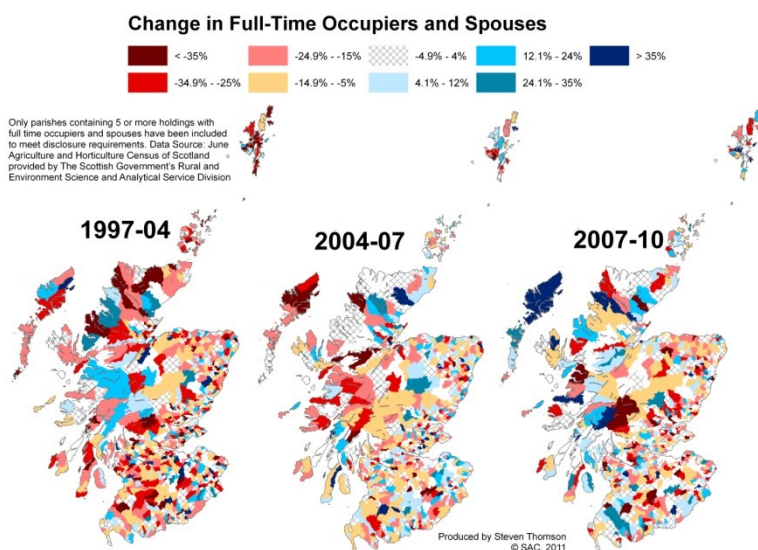 Change in Full-Time Occupiers and Spouses
< -35%
-24.9% - -15%
-4.9% - 4%
12.1% - 24%
> 35%
-34.9% - -25%
-14.9% - -5%
4.1% - 12%
24.1% - 35%
Only parishes containing 5 or more holdings with
full time occupiers and spouses have been included
to meet disclosure requirements. Data Source: June
Agriculture and Horticulture Census of Scotland
provided by The Scottish Government's Rural and
Environment Science and Analytical Service Division
1997-04
2004-07
2007-10
Produced by Steven Thomson
© SAC, 2011